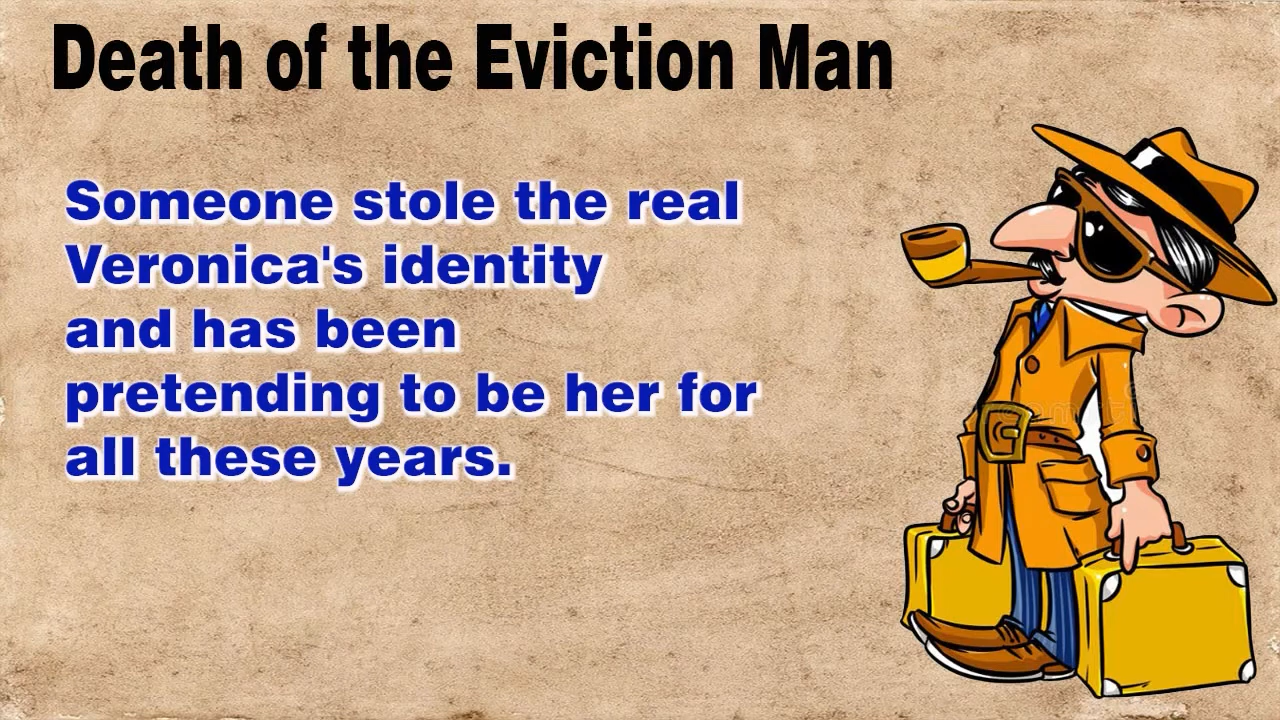 Death of the Eviction Man
Someone stole the real
Veronica's identity
and has been
pretending to be her for
all these years.